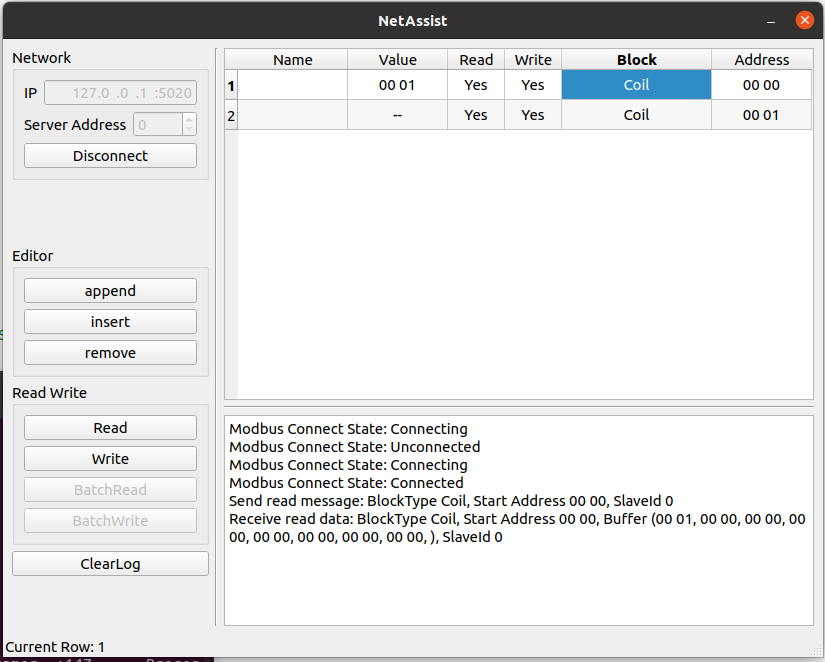 NetAssist
Network
IP 127.0 .0 .1 :5020
Server Address 0
Disconnect
Editor
append
insert
remove
Read Write
Read
Write
BatchRead
BatchWrite
ClearLog
Name Value Read Write Block Address
1 00 01 Yes Yes Coil 00 00
2 -- Yes Yes Coil 00 01
Modbus Connect State: Connecting
Modbus Connect State: Unconnected
Modbus Connect State: Connecting
Modbus Connect State: Connected
Send read message: BlockType Coil, Start Address 00 00, SlaveId 0
Receive read data: BlockType Coil, Start Address 00 00, Buffer (00 01, 00 00, 00 00, 00
00, 00 00, 00 00, 00 00, 00 00, ), SlaveId 0
Current Row: 1